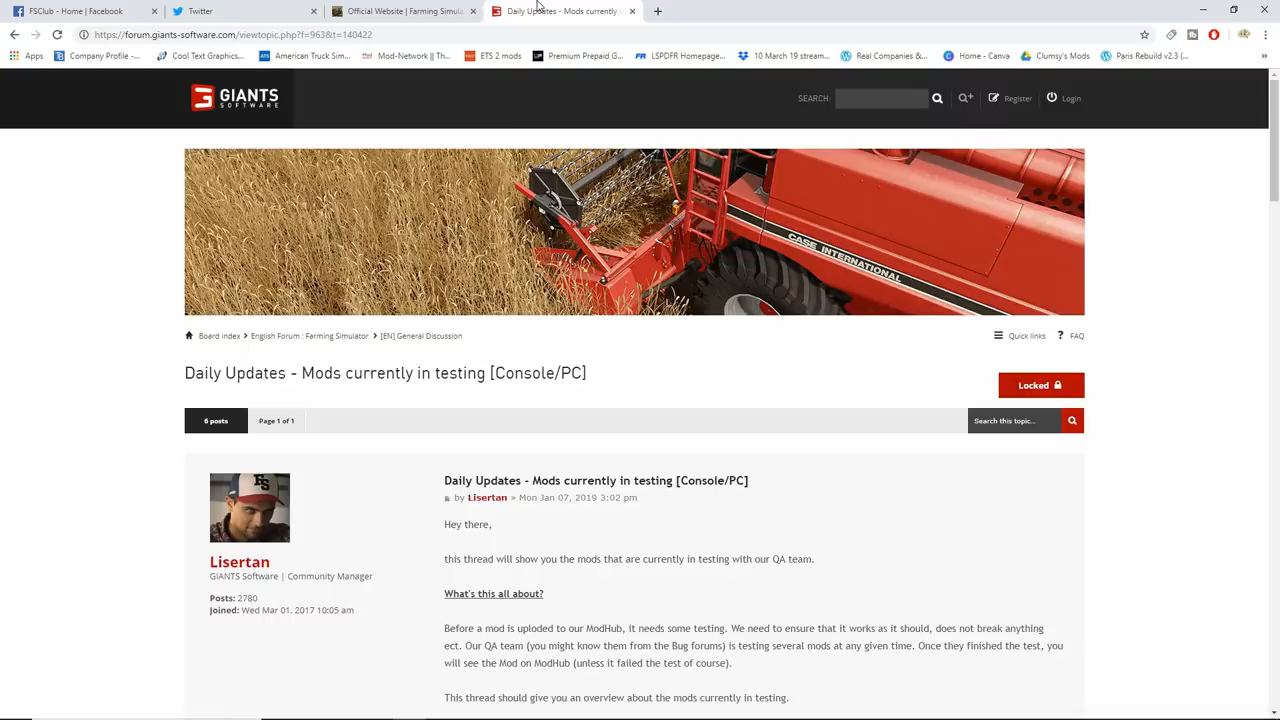 FSClub - Home | Facebook
Twitter
Official Website | Farming Simula
Daily Updates - Mods currently in
https://forum.giants-software.com/viewtopic.php?f=963&t=140422
Apps
Company Profile -...
Cool Text Graphics...
American Truck Sim...
Mod-Network || Th...
ETS 2 mods
Premium Prepaid G...
LSPDFR Homepage...
10 March 19 stream...
Real Companies &...
Home - Canva
Clumsy's Mods
Paris Rebuild v2.3 (...
GIANTS
SOFTWARE
SEARCH:
Register
Login
CASE INTERNATIONAL
Board index
English Forum : Farming Simulator
[EN] General Discussion
Quick links
FAQ
Daily Updates - Mods currently in testing [Console/PC]
Locked
6 posts
Page 1 of 1
Search this topic...
Daily Updates - Mods currently in testing [Console/PC]
by Lisertan » Mon Jan 07, 2019 3:02 pm
Hey there,
this thread will show you the mods that are currently in testing with our QA team.
What's this all about?
Before a mod is uploded to our ModHub, it needs some testing. We need to ensure that it works as it should, does not break anything
ect. Our QA team (you might know them from the Bug forums) is testing several mods at any given time. Once they finished the test, you
will see the Mod on ModHub (unless it failed the test of course).
This thread should give you an overview about the mods currently in testing.
FS
Lisertan
GIANTS Software | Community Manager
Posts: 2780
Joined: Wed Mar 01, 2017 10:05 am